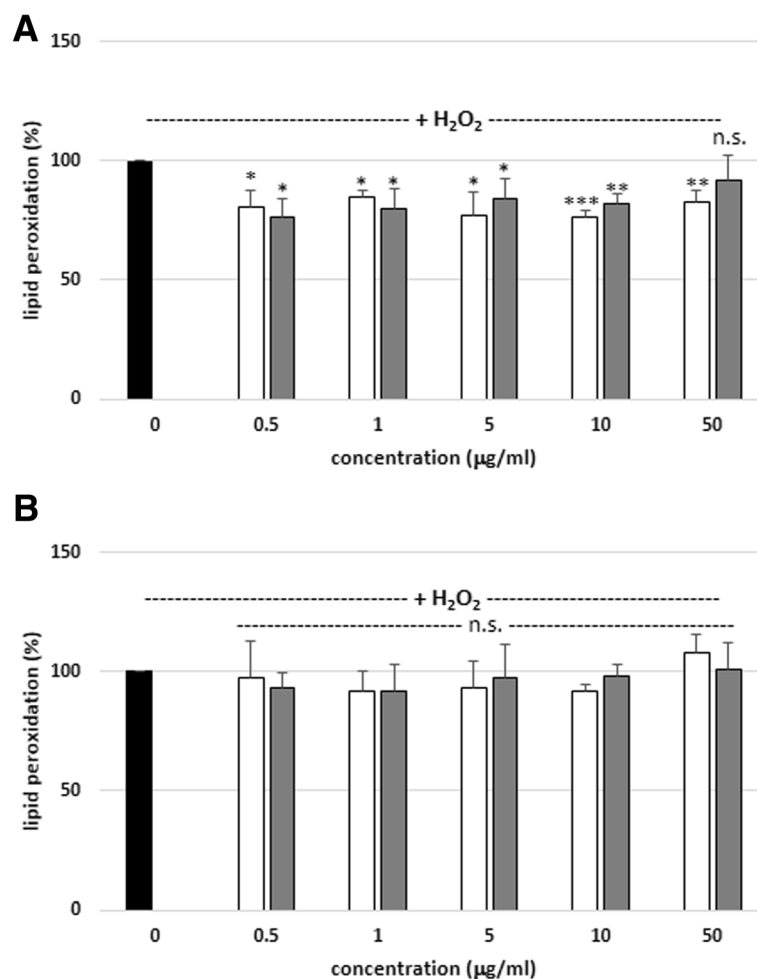 A
150
+ H₂O₂
n.s.
100
* * * * * * *** ** **
50
0
0 0.5 1 5 10 50
lipid peroxidation (%)
concentration (µg/ml)
B
150
+ H₂O₂
n.s.
100
50
0
0 0.5 1 5 10 50
lipid peroxidation (%)
concentration (µg/ml)